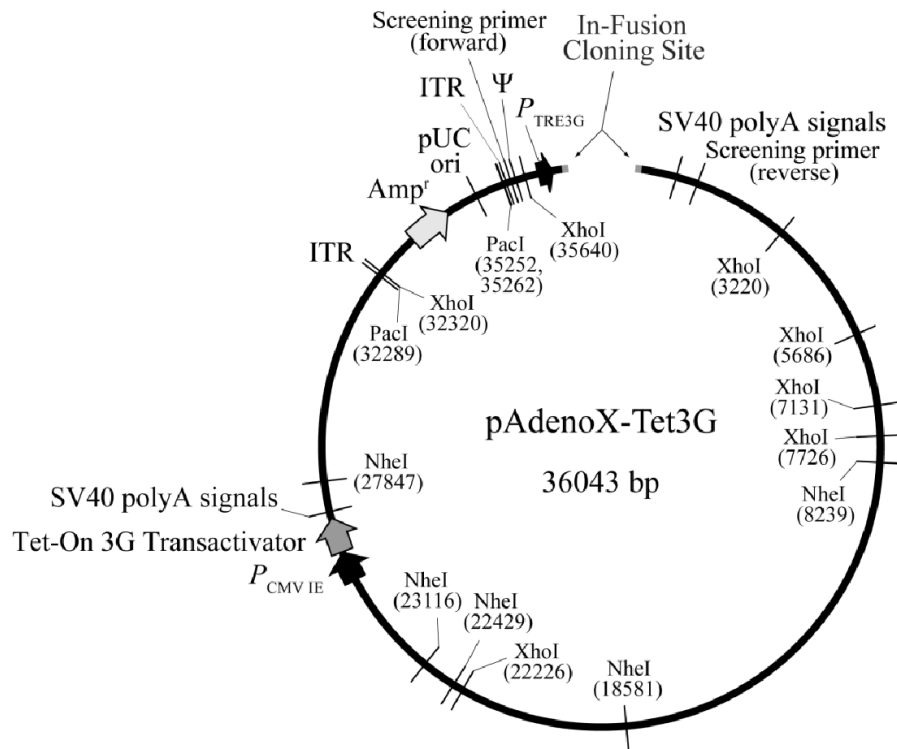 Screening primer
(forward)
In-Fusion
Cloning Site
ITR
Ψ
P TRE3G
SV40 polyA signals
Screening primer
(reverse)
pUC
ori
Ampr
ITR
PacI
(35252,
35262)
XhoI
(35640)
XhoI
(3220)
XhoI
(32320)
PacI
(32289)
XhoI
(5686)
XhoI
(7131)
XhoI
(7726)
NheI
(8239)
pAdenoX-Tet3G
36043 bp
NheI
(27847)
SV40 polyA signals
Tet-On 3G Transactivator
P CMV IE
NheI
(23116)
NheI
(22429)
XhoI
(22226)
NheI
(18581)